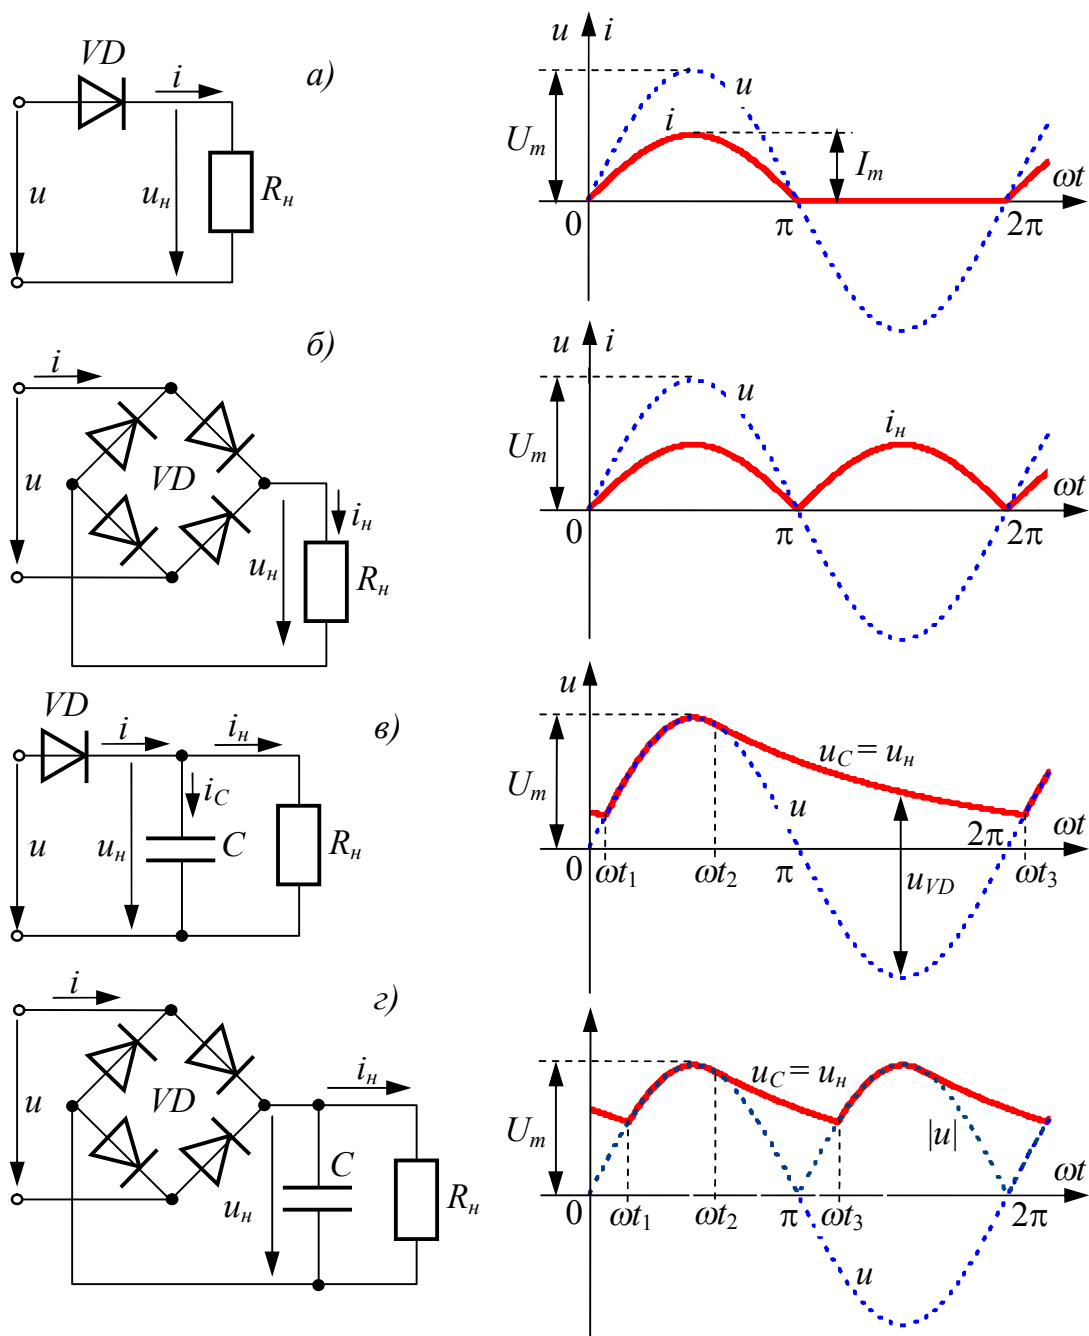 VD
i
а)
u
uн
Rн
u i
Um
u
i
Im
ωt
0
π
2π
б)
i
u
VD
iн
uн
Rн
u i
Um
u
iн
ωt
0
π
2π
VD
i
iн
в)
iC
u
uн
C
Rн
u
Um
uC = uн
u
2π
ωt
0
ωt1
ωt2
π
uVD
ωt3
i
г)
u
VD
iн
C
uн
Rн
uC = uн
Um
|u|
ωt
0
ωt1
ωt2
π
ωt3
2π
u